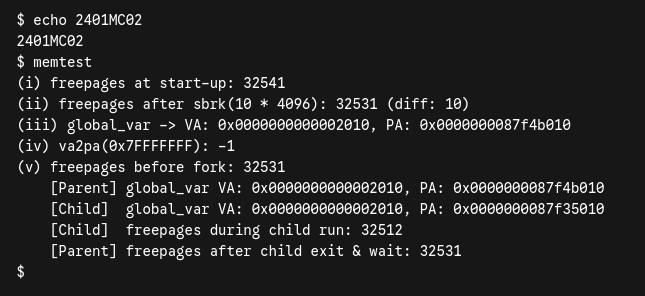 $ echo 2401MC02
2401MC02
$ memtest
(i) freepages at start-up: 32541
(ii) freepages after sbrk(10 * 4096): 32531 (diff: 10)
(iii) global_var -> VA: 0x0000000000002010, PA: 0x0000000087f4b010
(iv) va2pa(0x7FFFFFFF): -1
(v) freepages before fork: 32531
    [Parent] global_var VA: 0x0000000000002010, PA: 0x0000000087f4b010
    [Child]  global_var VA: 0x0000000000002010, PA: 0x0000000087f35010
    [Child]  freepages during child run: 32512
    [Parent] freepages after child exit & wait: 32531
$